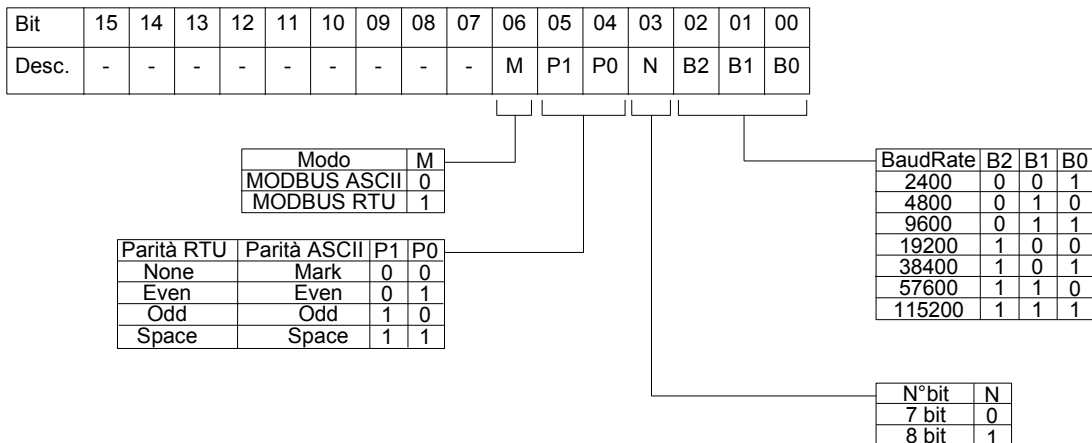 Bit 15 14 13 12 11 10 09 08 07 06 05 04 03 02 01 00
Desc. - - - - - - - - - M P1 P0 N B2 B1 B0
Modo M
MODBUS ASCII 0
MODBUS RTU 1
Parità RTU Parità ASCII P1 P0
None Mark 0 0
Even Even 0 1
Odd Odd 1 0
Space Space 1 1
BaudRate B2 B1 B0
2400 0 0 1
4800 0 1 0
9600 0 1 1
19200 1 0 0
38400 1 0 1
57600 1 1 0
115200 1 1 1
N°bit N
7 bit 0
8 bit 1